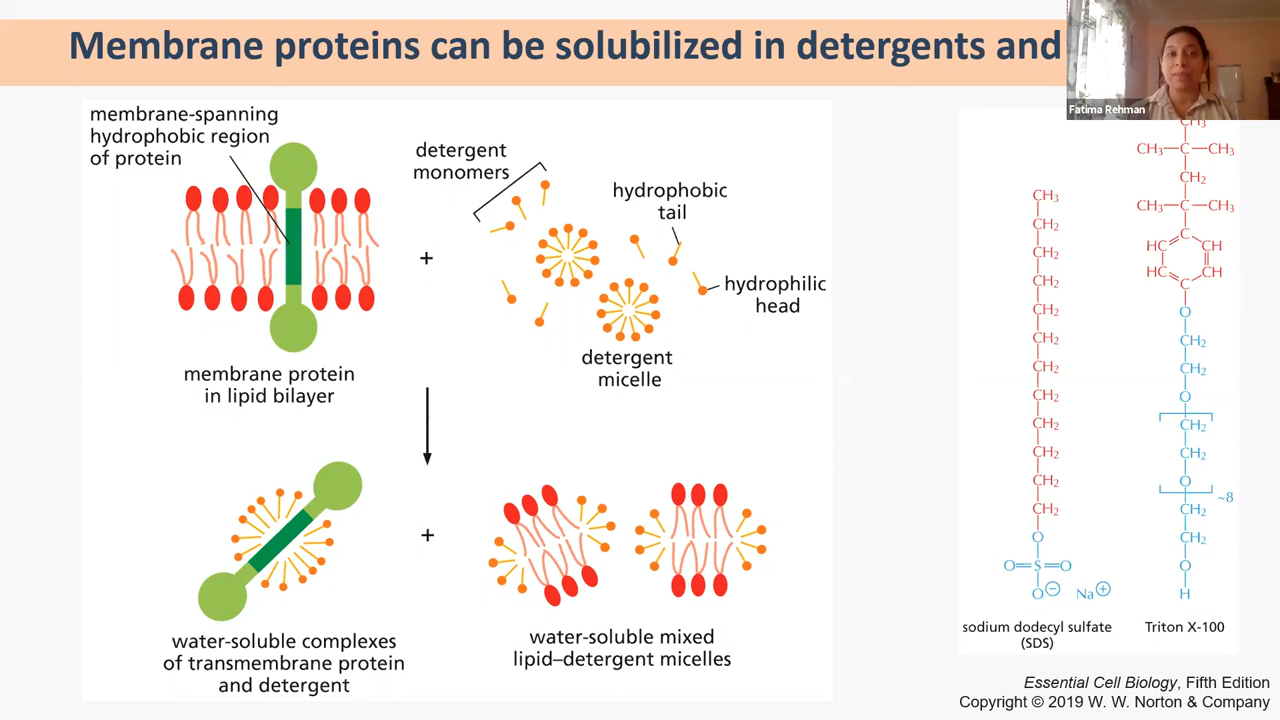 Membrane proteins can be solubilized in detergents and
Fatima Rehman
membrane-spanning
hydrophobic region
of protein
detergent
monomers
hydrophobic
tail
+
hydrophilic
head
detergent
micelle
membrane protein
in lipid bilayer
+
water-soluble complexes
of transmembrane protein
and detergent
water-soluble mixed
lipid–detergent micelles
CH₃
CH₂
CH₂
CH₂
CH₂
CH₂
CH₂
CH₂
CH₂
CH₂
CH₂
CH₂
O
O=S=O
O⊖ Na⊕
sodium dodecyl sulfate
(SDS)
CH₃
CH₃—C—CH₃
CH₂
CH₃—C—CH₃
C
HC CH
HC CH
C
O
CH₂
CH₂
O
CH₂
CH₂
O
~8
CH₂
CH₂
O
H
Triton X-100
Essential Cell Biology, Fifth Edition
Copyright © 2019 W. W. Norton & Company